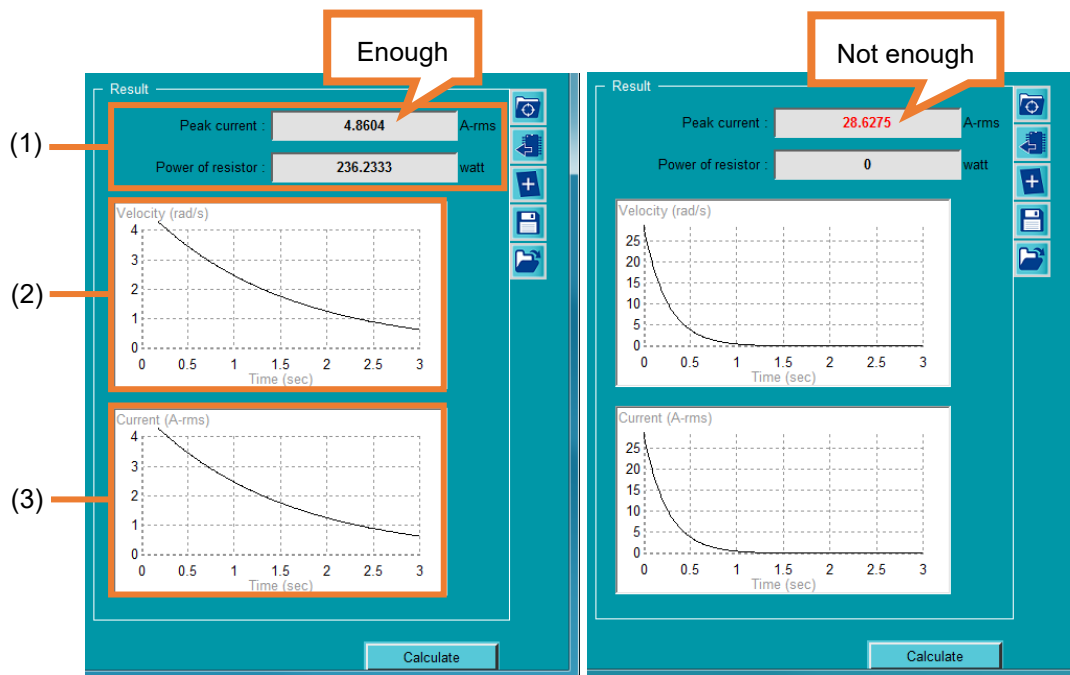 Enough
Result
(1)
Peak current :
4.8604
A-rms
Power of resistor :
236.2333
watt
(2)
Velocity (rad/s)
4
3
2
1
0
0 0.5 1 1.5 2 2.5 3
Time (sec)
(3)
Current (A-rms)
4
3
2
1
0
0 0.5 1 1.5 2 2.5 3
Time (sec)
Calculate
Not enough
Result
Peak current :
28.6275
A-rms
Power of resistor :
0
watt
Velocity (rad/s)
25
20
15
10
5
0
0 0.5 1 1.5 2 2.5 3
Time (sec)
Current (A-rms)
25
20
15
10
5
0
0 0.5 1 1.5 2 2.5 3
Time (sec)
Calculate